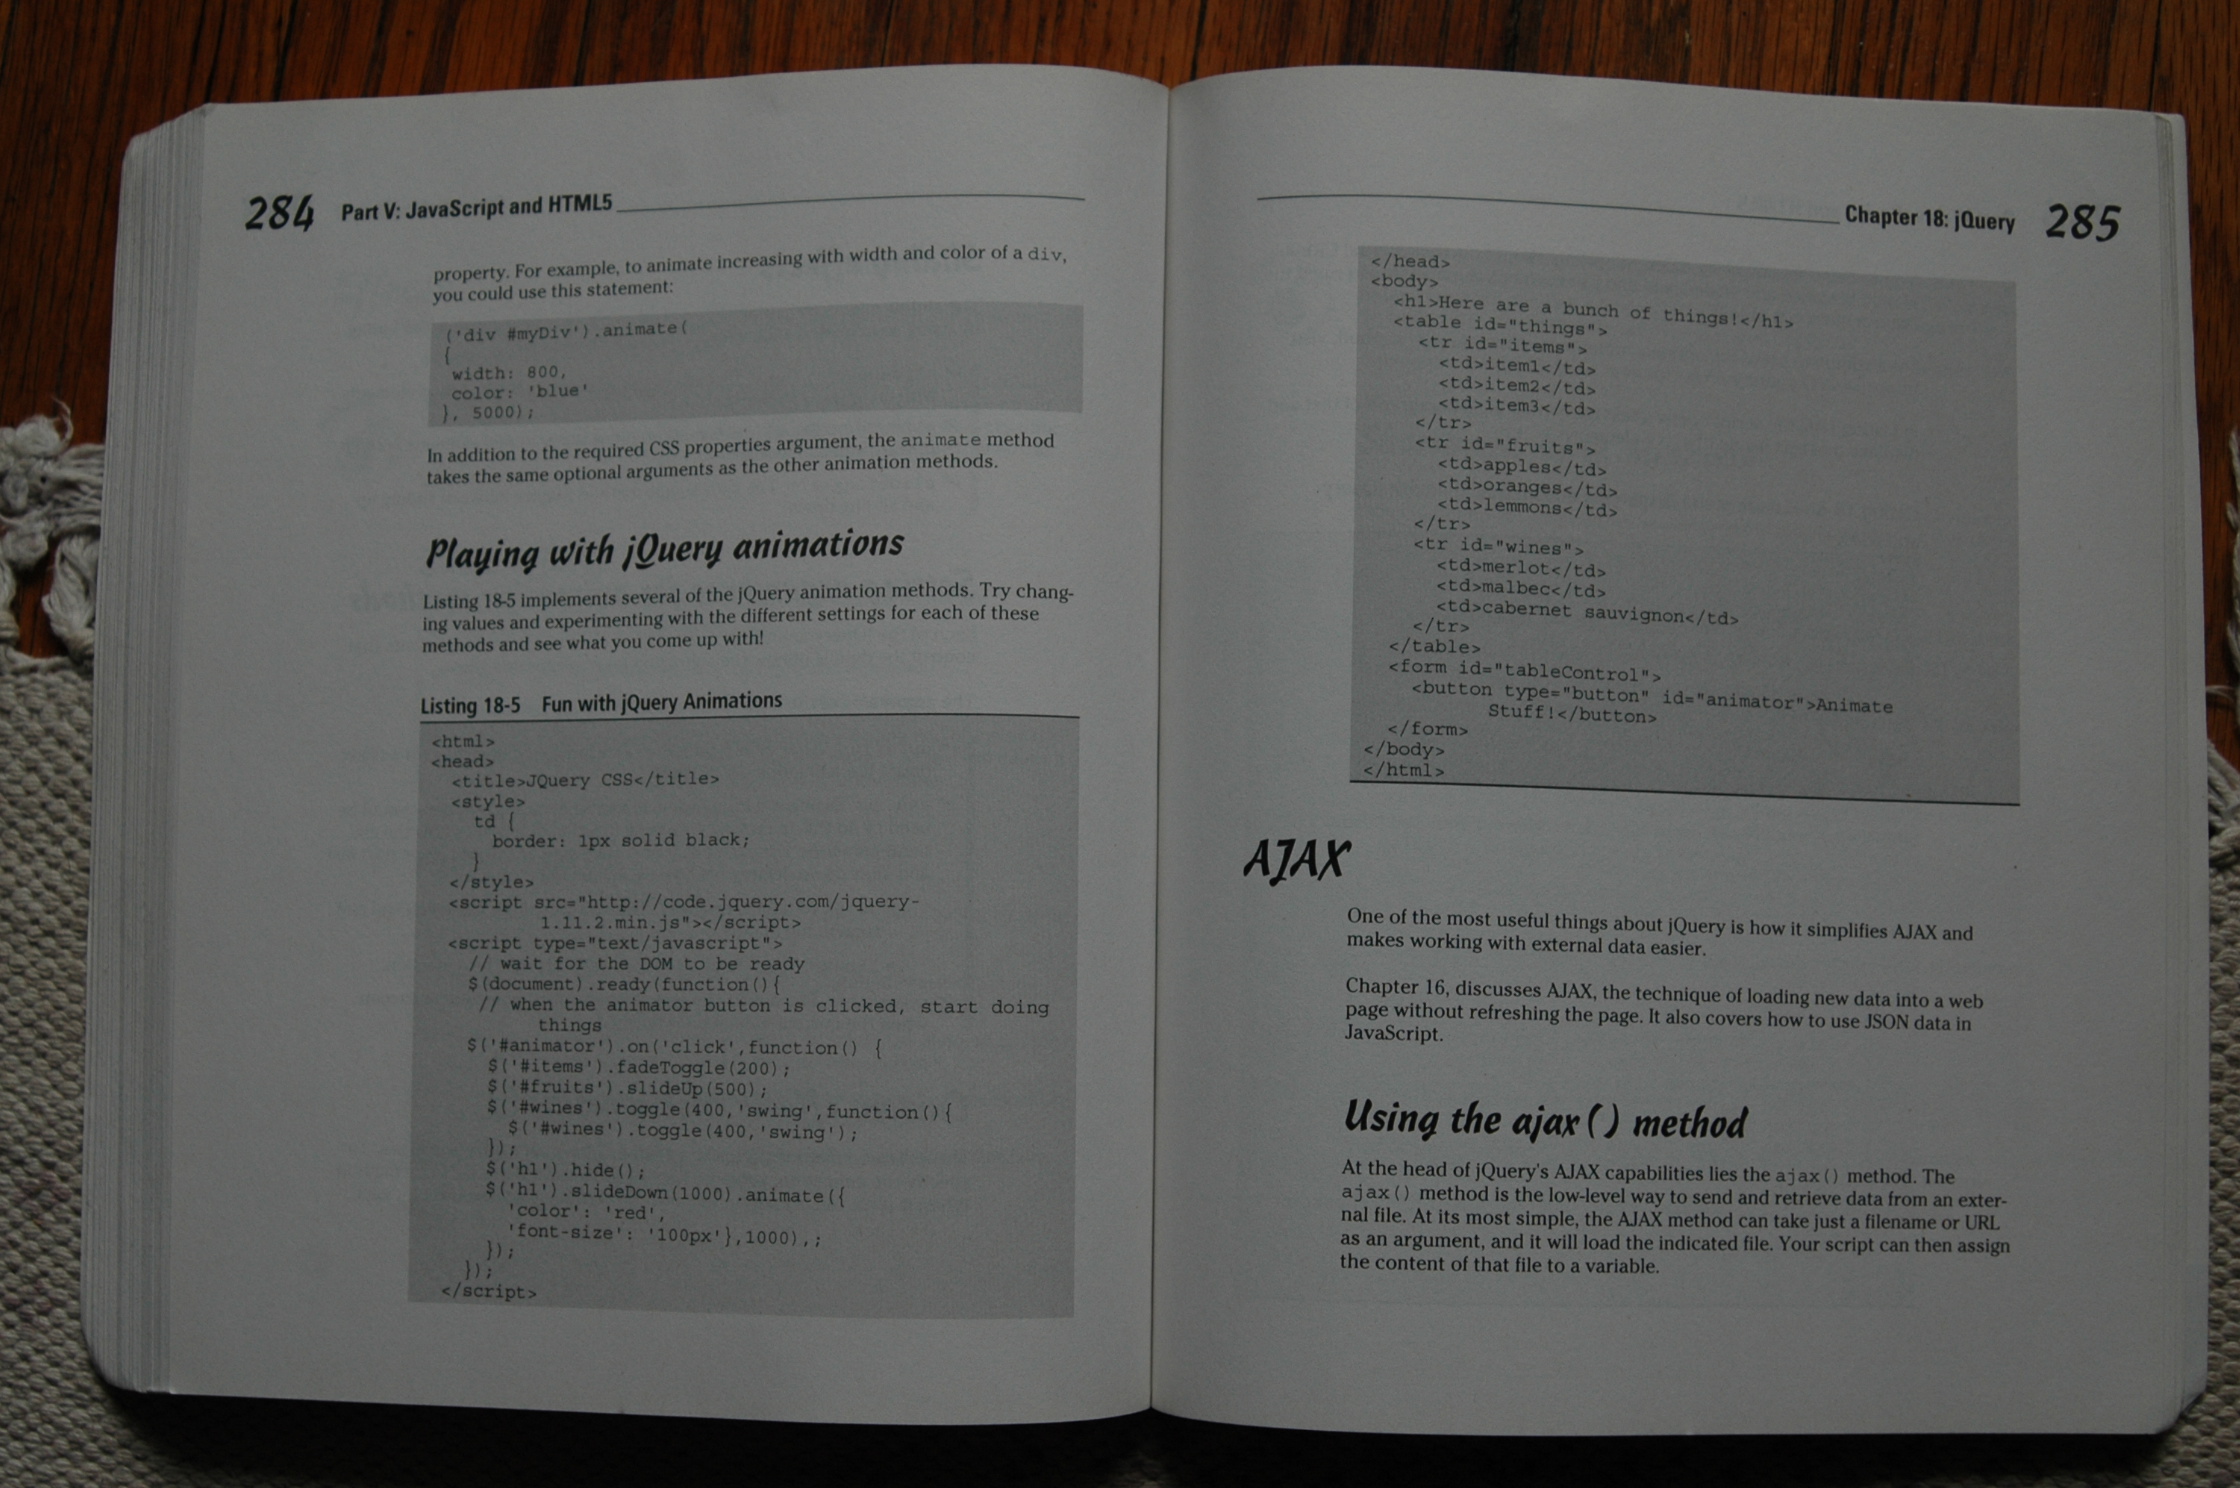 284 Part V: JavaScript and HTML5
property. For example, to animate increasing with width and color of a div,
you could use this statement:
('div #myDiv').animate(
{
width: 800,
color: 'blue'
}, 5000);
In addition to the required CSS properties argument, the animate method
takes the same optional arguments as the other animation methods.
Playing with jQuery animations
Listing 18-5 implements several of the jQuery animation methods. Try chang-
ing values and experimenting with the different settings for each of these
methods and see what you come up with!
Listing 18-5 Fun with jQuery Animations
<html>
<head>
<title>JQuery CSS</title>
<style>
td {
border: 1px solid black;
}
</style>
<script src="http://code.jquery.com/jquery-
1.11.2.min.js"></script>
<script type="text/javascript">
// wait for the DOM to be ready
$(document).ready(function(){
// when the animator button is clicked, start doing
things
$('#animator').on('click',function() {
$('#items').fadeToggle(200);
$('#fruits').slideUp(500);
$('#wines').toggle(400,'swing',function(){
$('#wines').toggle(400,'swing');
});
$('h1').hide();
$('h1').slideDown(1000).animate({
'color': 'red',
'font-size': '100px'},1000);;
});
});
</script>
Chapter 18: jQuery 285
</head>
<body>
<h1>Here are a bunch of things!</h1>
<table id="things">
<tr id="items">
<td>item1</td>
<td>item2</td>
<td>item3</td>
</tr>
<tr id="fruits">
<td>apples</td>
<td>oranges</td>
<td>lemmons</td>
</tr>
<tr id="wines">
<td>merlot</td>
<td>malbec</td>
<td>cabernet sauvignon</td>
</tr>
</table>
<form id="tableControl">
<button type="button" id="animator">Animate
Stuff!</button>
</form>
</body>
</html>
AJAX
One of the most useful things about jQuery is how it simplifies AJAX and
makes working with external data easier.
Chapter 16, discusses AJAX, the technique of loading new data into a web
page without refreshing the page. It also covers how to use JSON data in
JavaScript.
Using the ajax() method
At the head of jQuery's AJAX capabilities lies the ajax() method. The
ajax() method is the low-level way to send and retrieve data from an exter-
nal file. At its most simple, the AJAX method can take just a filename or URL
as an argument, and it will load the indicated file. Your script can then assign
the content of that file to a variable.